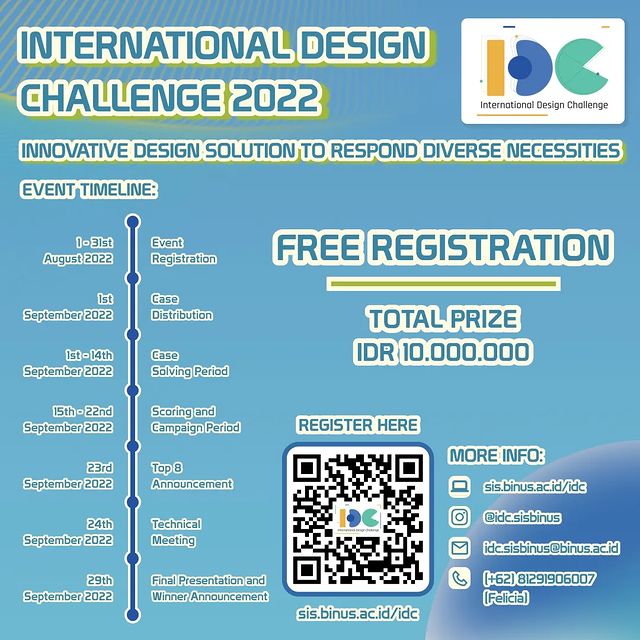 INTERNATIONAL DESIGN
CHALLENGE 2022
IDC
International Design Challenge
INNOVATIVE DESIGN SOLUTION TO RESPOND DIVERSE NECESSITIES
EVENT TIMELINE:
1 - 31st
August 2022
Event
Registration
1st
September 2022
Case
Distribution
1st - 14th
September 2022
Case
Solving Period
15th - 22nd
September 2022
Scoring and
Campaign Period
23rd
September 2022
Top 8
Announcement
24th
September 2022
Technical
Meeting
29th
September 2022
Final Presentation and
Winner Announcement
FREE REGISTRATION
TOTAL PRIZE
IDR 10.000.000
REGISTER HERE
IDC
International Design Challenge
sis.binus.ac.id/idc
MORE INFO:
sis.binus.ac.id/idc
@idc.sisbinus
idc.sisbinus@binus.ac.id
(+62) 81291906007
(Felicia)